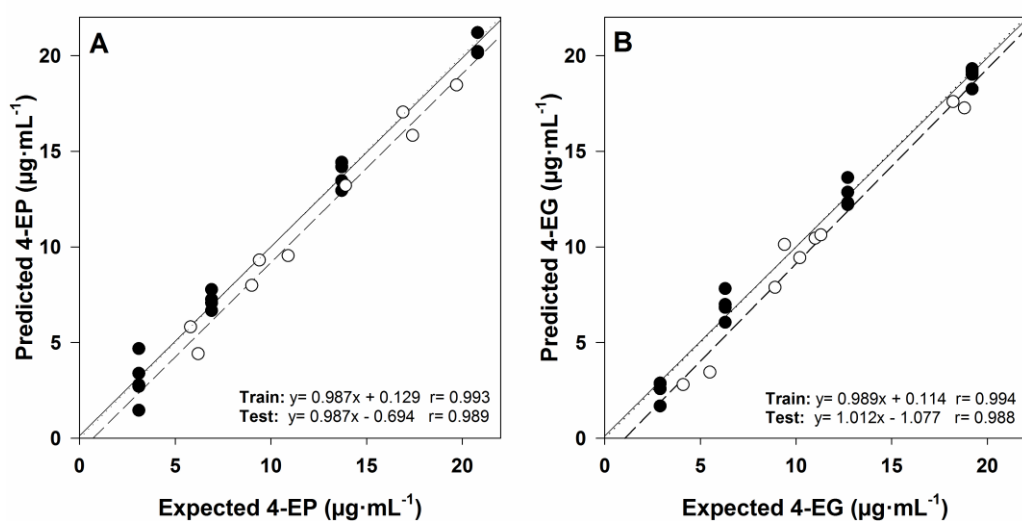 A
Predicted 4-EP (µg·mL⁻¹)
20
15
10
5
0
Train: y= 0.987x + 0.129 r= 0.993
Test: y= 0.987x - 0.694 r= 0.989
0 5 10 15 20
Expected 4-EP (µg·mL⁻¹)
B
Predicted 4-EG (µg·mL⁻¹)
20
15
10
5
0
Train: y= 0.989x + 0.114 r= 0.994
Test: y= 1.012x - 1.077 r= 0.988
0 5 10 15 20
Expected 4-EG (µg·mL⁻¹)